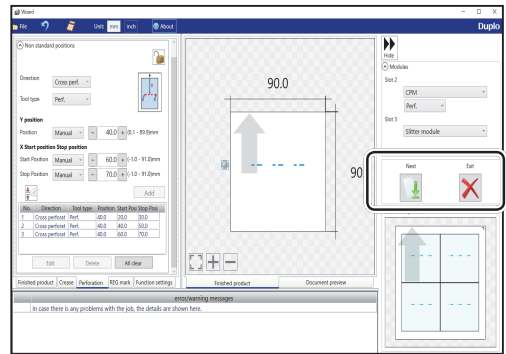 Wizard
File Unit: mm inch About Duplo
Non standard positions
Direction Cross perf.
Tool type Perf.
Y position
Position Manual − 40.0 + (0.1 - 89.9)mm
X Start position Stop position
Start Position Manual − 60.0 + (-1.0 - 91.0)mm
Stop Position Manual − 70.0 + (-1.0 - 91.0)mm
Add
No. Direction Tool type Position Start Posi Stop Posi
1 Cross perforat Perf. 40.0 20.0 30.0
2 Cross perforat Perf. 40.0 40.0 50.0
3 Cross perforat Perf. 40.0 60.0 70.0
Edit Delete All clear
Finished product Crease Perforation REG mark Function settings
90.0
90
Finished product Document preview
Hide
Modules
Slot 2
CPM
Perf.
Slot 3
Slitter module
Next Exit
error/warning messages
In case there is any problems with the job, the details are shown here.